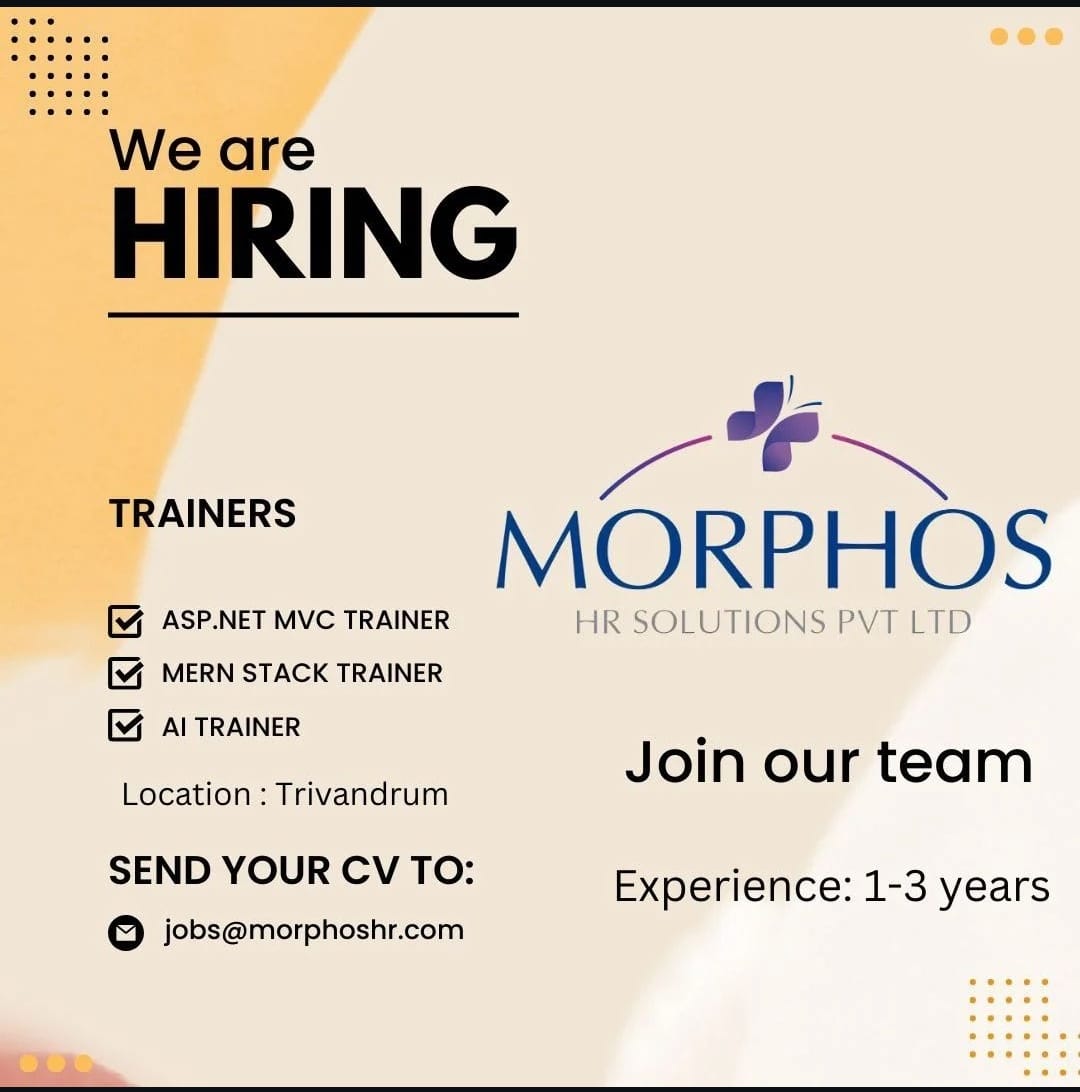 We are
HIRING
TRAINERS
ASP.NET MVC TRAINER
MERN STACK TRAINER
AI TRAINER
Location : Trivandrum
SEND YOUR CV TO:
jobs@morphoshr.com
MORPHOS
HR SOLUTIONS PVT LTD
Join our team
Experience: 1-3 years